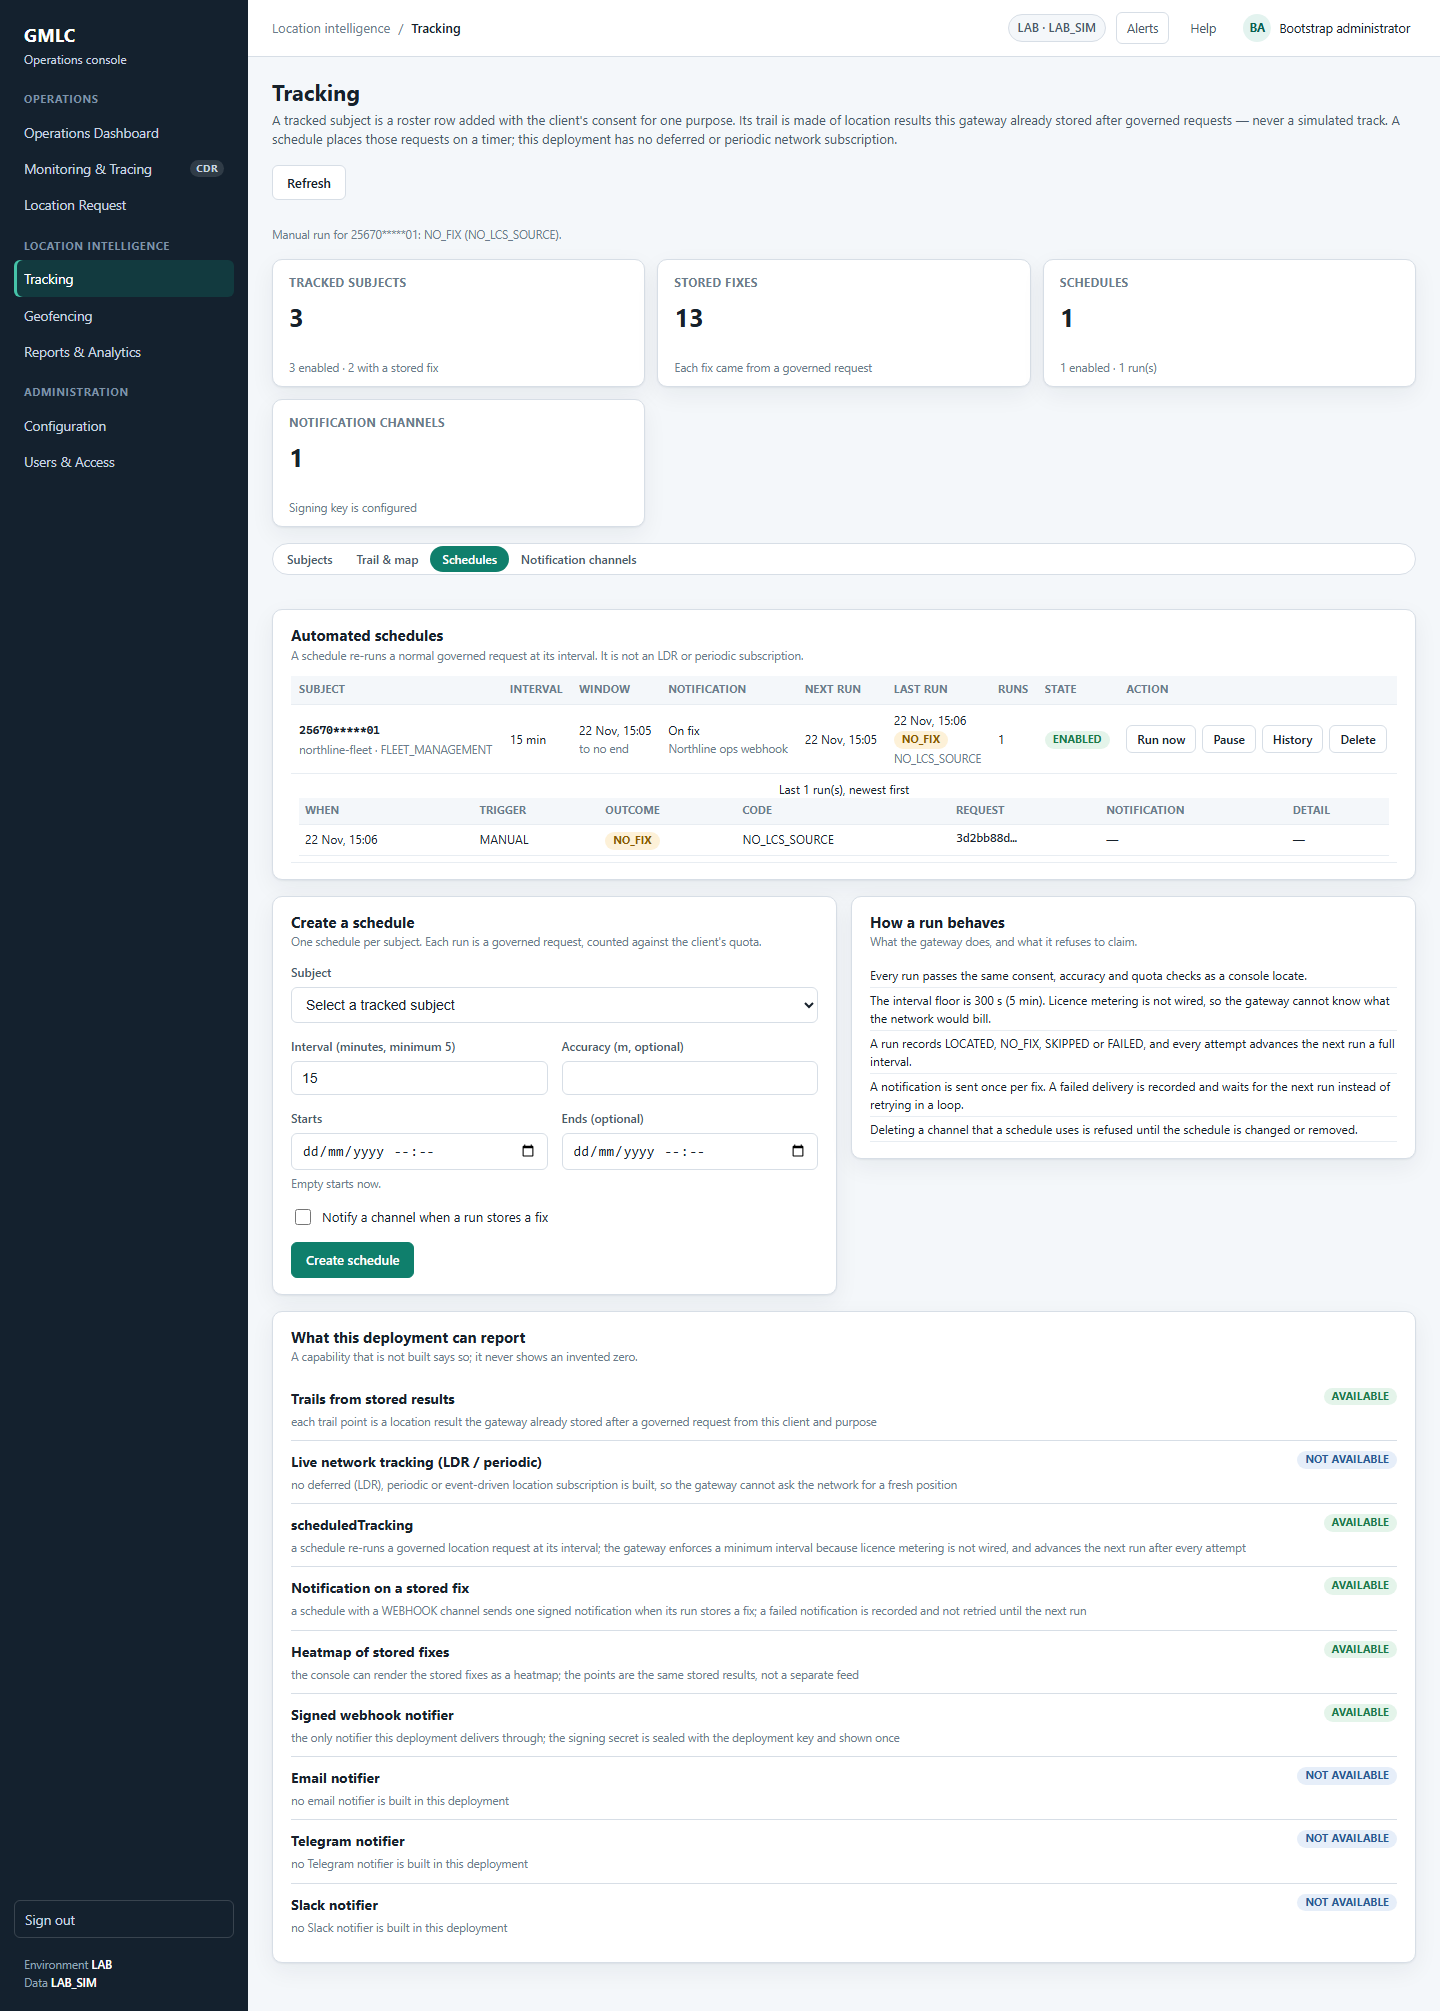 GMLC
Operations console
OPERATIONS
Operations Dashboard
Monitoring & Tracing CDR
Location Request
LOCATION INTELLIGENCE
Tracking
Geofencing
Reports & Analytics
ADMINISTRATION
Configuration
Users & Access
Sign out
Environment LAB
Data LAB_SIM
Location intelligence / Tracking
LAB · LAB_SIM
Alerts
Help
BA
Bootstrap administrator
Tracking
A tracked subject is a roster row added with the client's consent for one purpose. Its trail is made of location results this gateway already stored after governed requests — never a simulated track. A
schedule places those requests on a timer; this deployment has no deferred or periodic network subscription.
Refresh
Manual run for 25670*****01: NO_FIX (NO_LCS_SOURCE).
TRACKED SUBJECTS
3
3 enabled · 2 with a stored fix
STORED FIXES
13
Each fix came from a governed request
SCHEDULES
1
1 enabled · 1 run(s)
NOTIFICATION CHANNELS
1
Signing key is configured
Subjects Trail & map Schedules Notification channels
Automated schedules
A schedule re-runs a normal governed request at its interval. It is not an LDR or periodic subscription.
SUBJECT INTERVAL WINDOW NOTIFICATION NEXT RUN LAST RUN RUNS STATE ACTION
25670*****01
northline-fleet · FLEET_MANAGEMENT
15 min
22 Nov, 15:05
to no end
On fix
Northline ops webhook
22 Nov, 15:05
22 Nov, 15:06
NO_FIX
NO_LCS_SOURCE
1
ENABLED
Run now Pause History Delete
Last 1 run(s), newest first
WHEN TRIGGER OUTCOME CODE REQUEST NOTIFICATION DETAIL
22 Nov, 15:06 MANUAL NO_FIX NO_LCS_SOURCE 3d2bb88d… — —
Create a schedule
One schedule per subject. Each run is a governed request, counted against the client's quota.
Subject
Select a tracked subject
Interval (minutes, minimum 5)
15
Accuracy (m, optional)
Starts
dd/mm/yyyy --:--
Empty starts now.
Ends (optional)
dd/mm/yyyy --:--
Notify a channel when a run stores a fix
Create schedule
How a run behaves
What the gateway does, and what it refuses to claim.
Every run passes the same consent, accuracy and quota checks as a console locate.
The interval floor is 300 s (5 min). Licence metering is not wired, so the gateway cannot know what
the network would bill.
A run records LOCATED, NO_FIX, SKIPPED or FAILED, and every attempt advances the next run a full
interval.
A notification is sent once per fix. A failed delivery is recorded and waits for the next run instead of
retrying in a loop.
Deleting a channel that a schedule uses is refused until the schedule is changed or removed.
What this deployment can report
A capability that is not built says so; it never shows an invented zero.
Trails from stored results AVAILABLE
each trail point is a location result the gateway already stored after a governed request from this client and purpose
Live network tracking (LDR / periodic) NOT AVAILABLE
no deferred (LDR), periodic or event-driven location subscription is built, so the gateway cannot ask the network for a fresh position
scheduledTracking AVAILABLE
a schedule re-runs a governed location request at its interval; the gateway enforces a minimum interval because licence metering is not wired, and advances the next run after every attempt
Notification on a stored fix AVAILABLE
a schedule with a WEBHOOK channel sends one signed notification when its run stores a fix; a failed notification is recorded and not retried until the next run
Heatmap of stored fixes AVAILABLE
the console can render the stored fixes as a heatmap; the points are the same stored results, not a separate feed
Signed webhook notifier AVAILABLE
the only notifier this deployment delivers through; the signing secret is sealed with the deployment key and shown once
Email notifier NOT AVAILABLE
no email notifier is built in this deployment
Telegram notifier NOT AVAILABLE
no Telegram notifier is built in this deployment
Slack notifier NOT AVAILABLE
no Slack notifier is built in this deployment